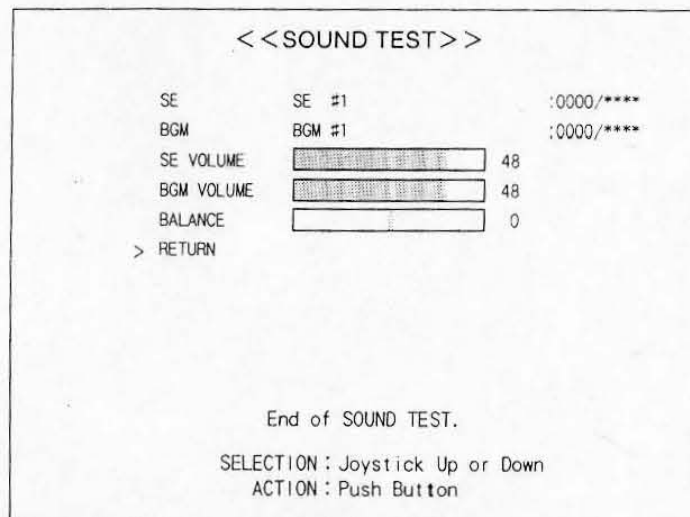 <<SOUND TEST>>
SE SE #1 :0000/****
BGM BGM #1 :0000/****
SE VOLUME 48
BGM VOLUME 48
BALANCE 0
> RETURN
End of SOUND TEST.
SELECTION : Joystick Up or Down
ACTION : Push Button